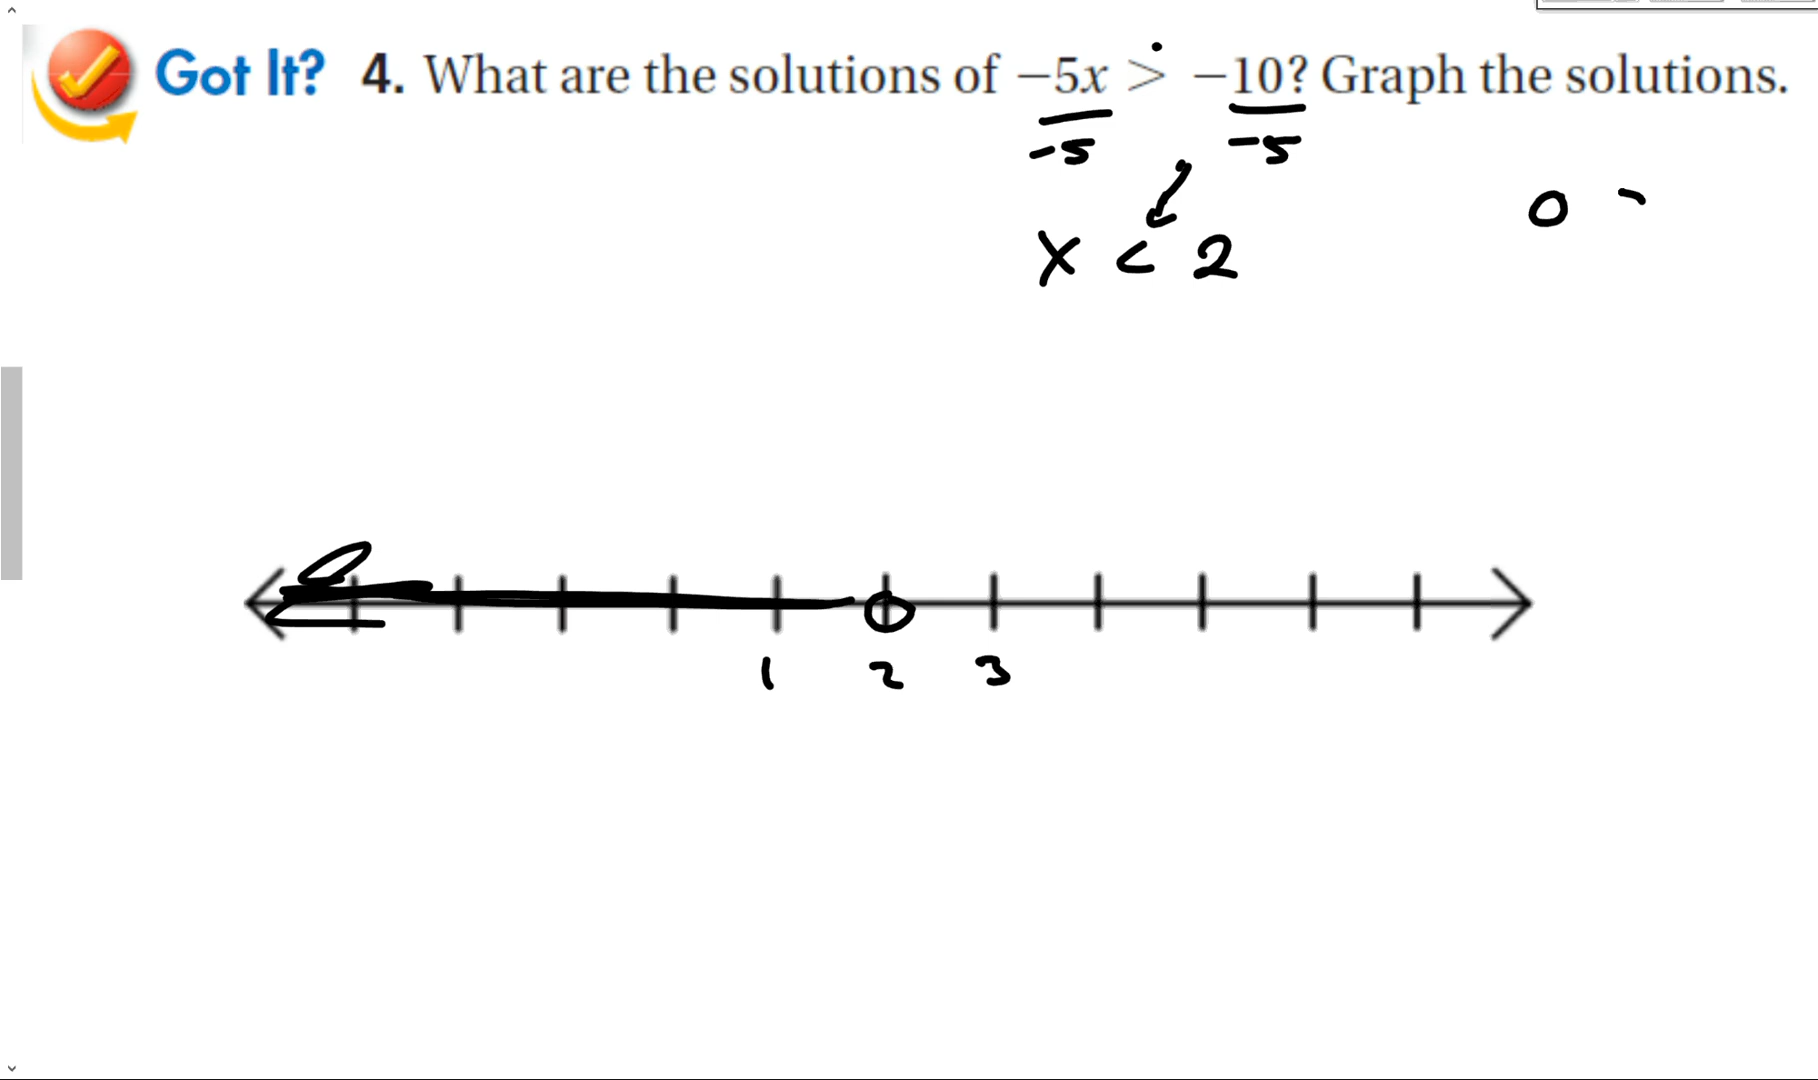 Got It? 4. What are the solutions of −5x > −10? Graph the solutions.
-5 -5
x < 2
0
1 2 3